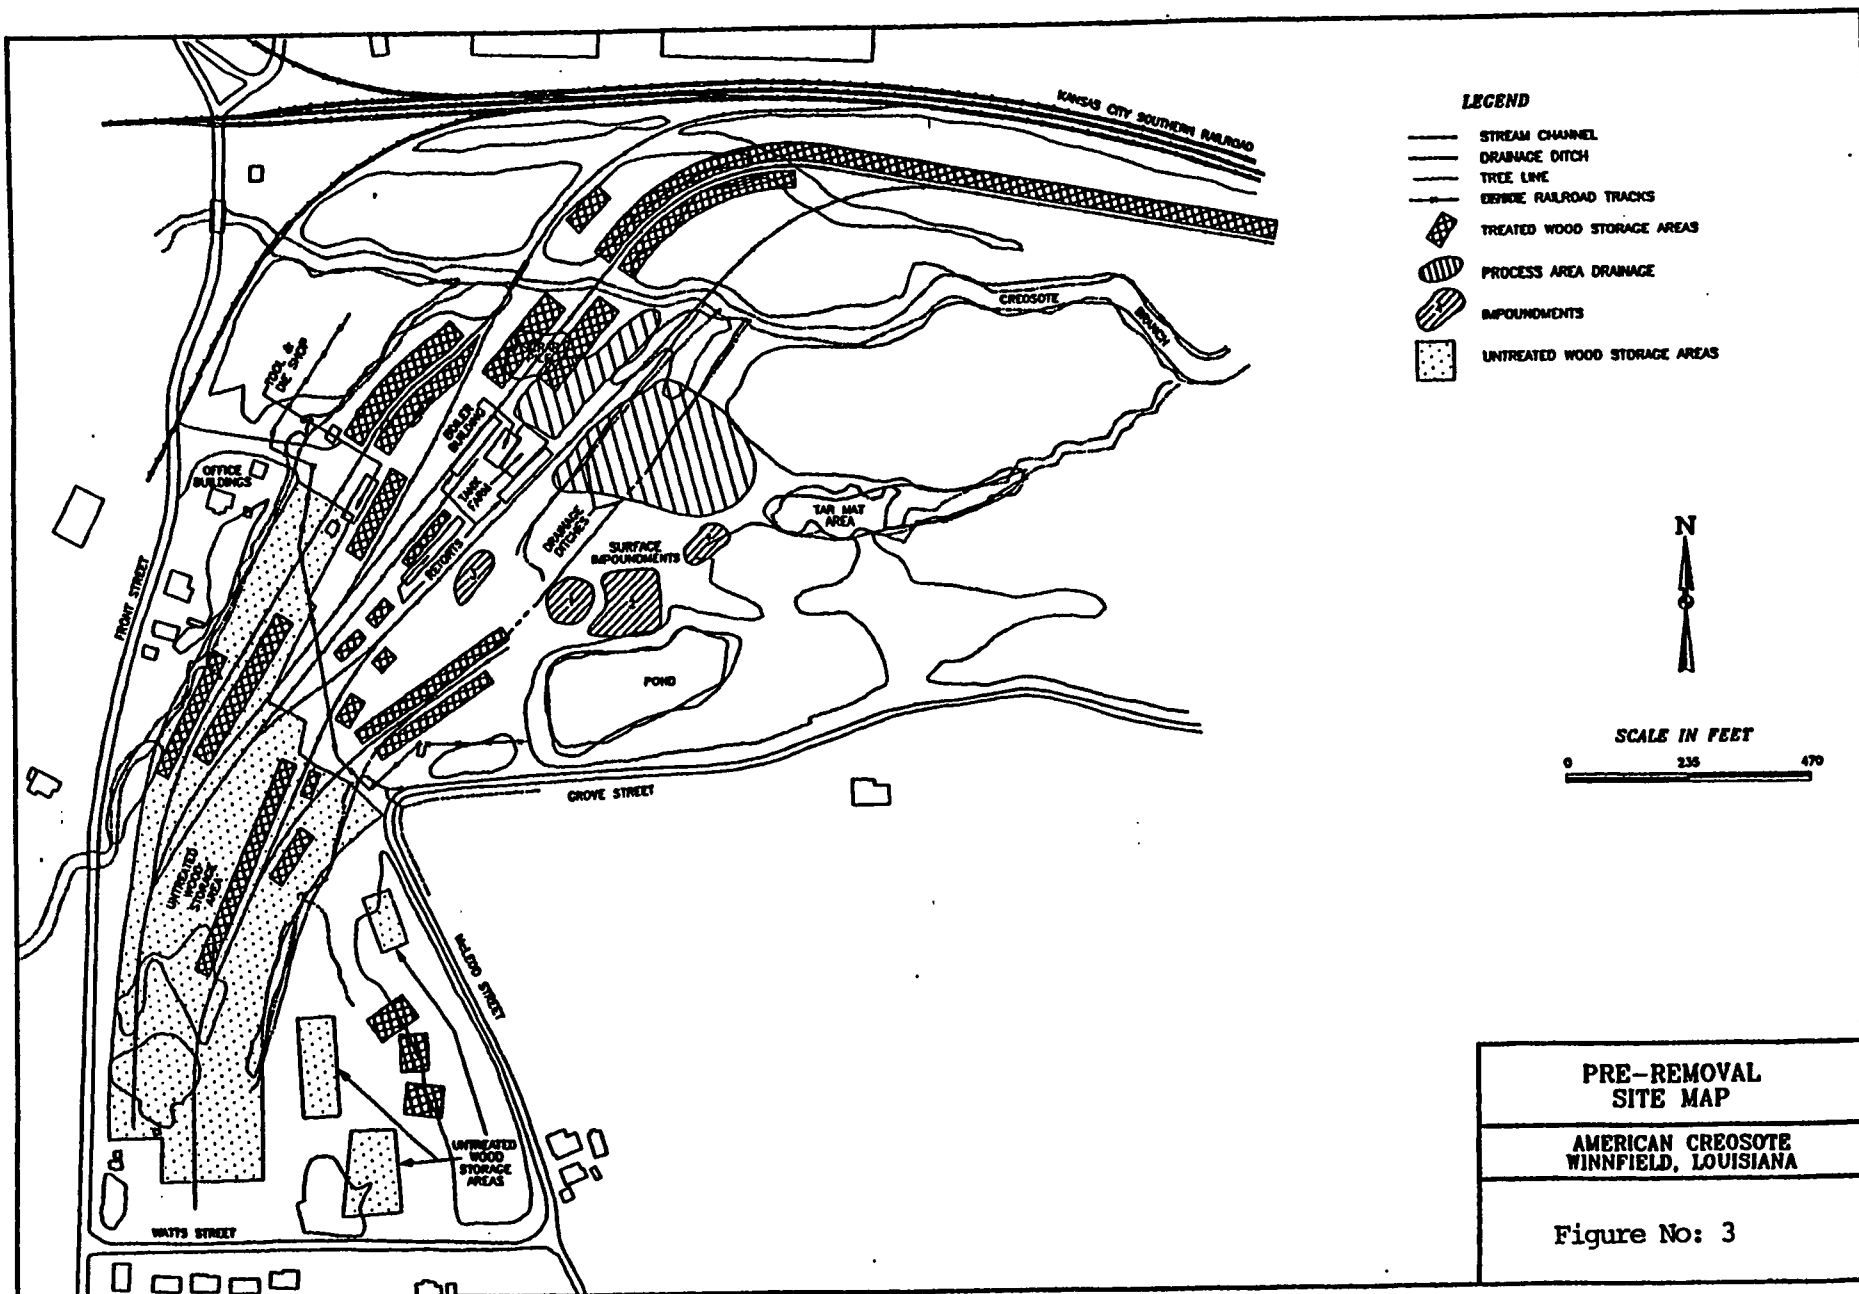 KANSAS CITY SOUTHERN RAILROAD
LEGEND
STREAM CHANNEL
DRAINAGE DITCH
TREE LINE
RAILROAD TRACKS
TREATED WOOD STORAGE AREAS
PROCESS AREA DRAINAGE
IMPOUNDMENTS
UNTREATED WOOD STORAGE AREAS
CREOSOTE
BRANCH
TOOL &
DIE SHOP
BOILER
BUILDING
OFFICE
BUILDINGS
TANK
FARM
RETORTS
DRAINAGE
DITCHES
SURFACE
IMPOUNDMENTS
TAR MAT
AREA
FRONT STREET
POND
GROVE STREET
UNTREATED
WOOD
STORAGE
AREA
McLEOD STREET
UNTREATED
WOOD
STORAGE
AREAS
WATTS STREET
N
SCALE IN FEET
0 235 470
PRE-REMOVAL
SITE MAP
AMERICAN CREOSOTE
WINNFIELD, LOUISIANA
Figure No: 3